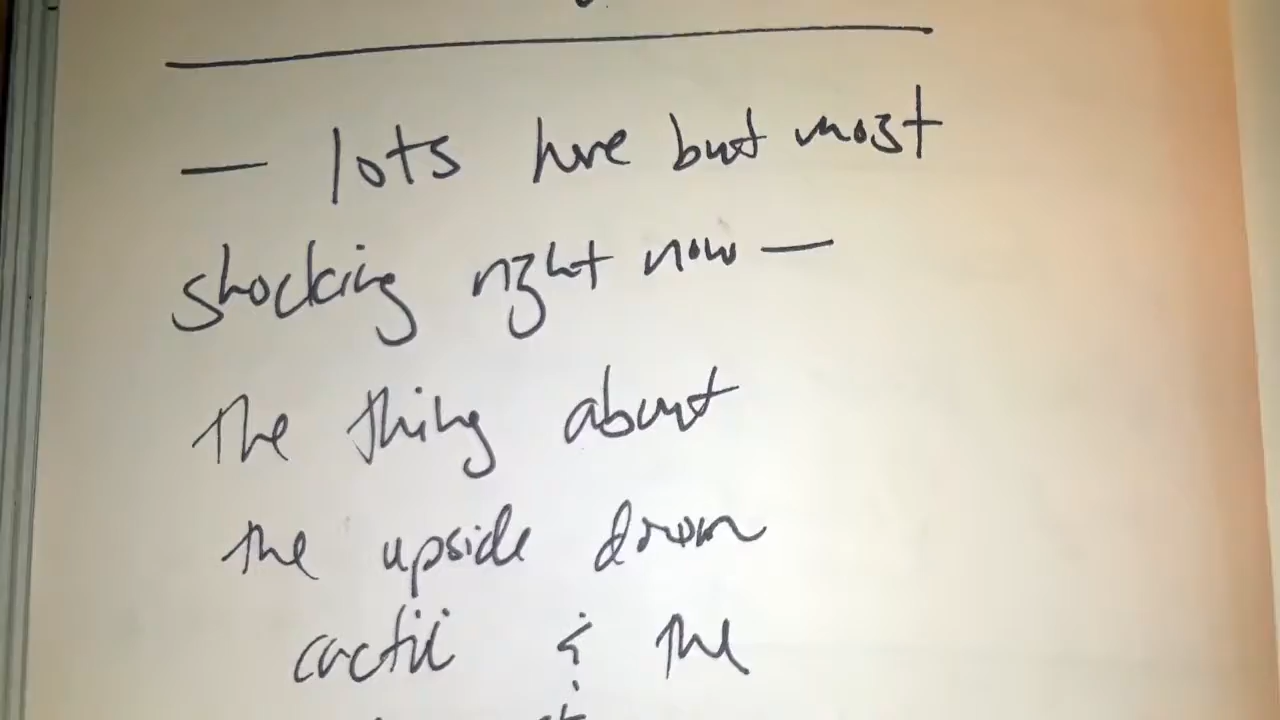 — lots here but most
shocking right now —
The thing about
the upside down
cactii & the